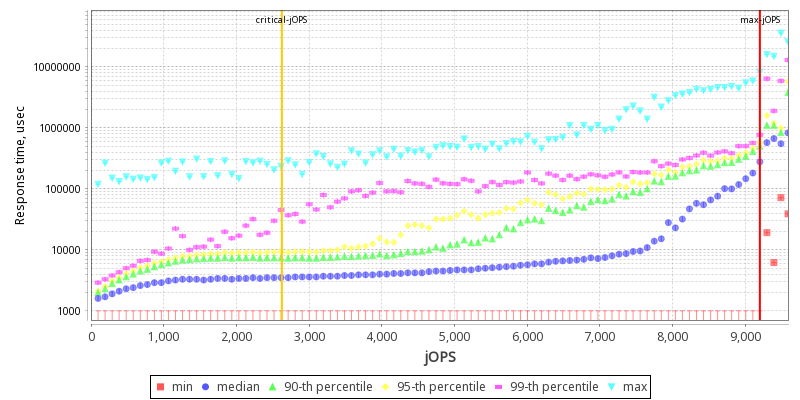 critical-jOPS max-jOPS
Response time, usec
10000000
1000000
100000
10000
1000
0 1,000 2,000 3,000 4,000 5,000 6,000 7,000 8,000 9,000
jOPS
min median 90-th percentile 95-th percentile 99-th percentile max